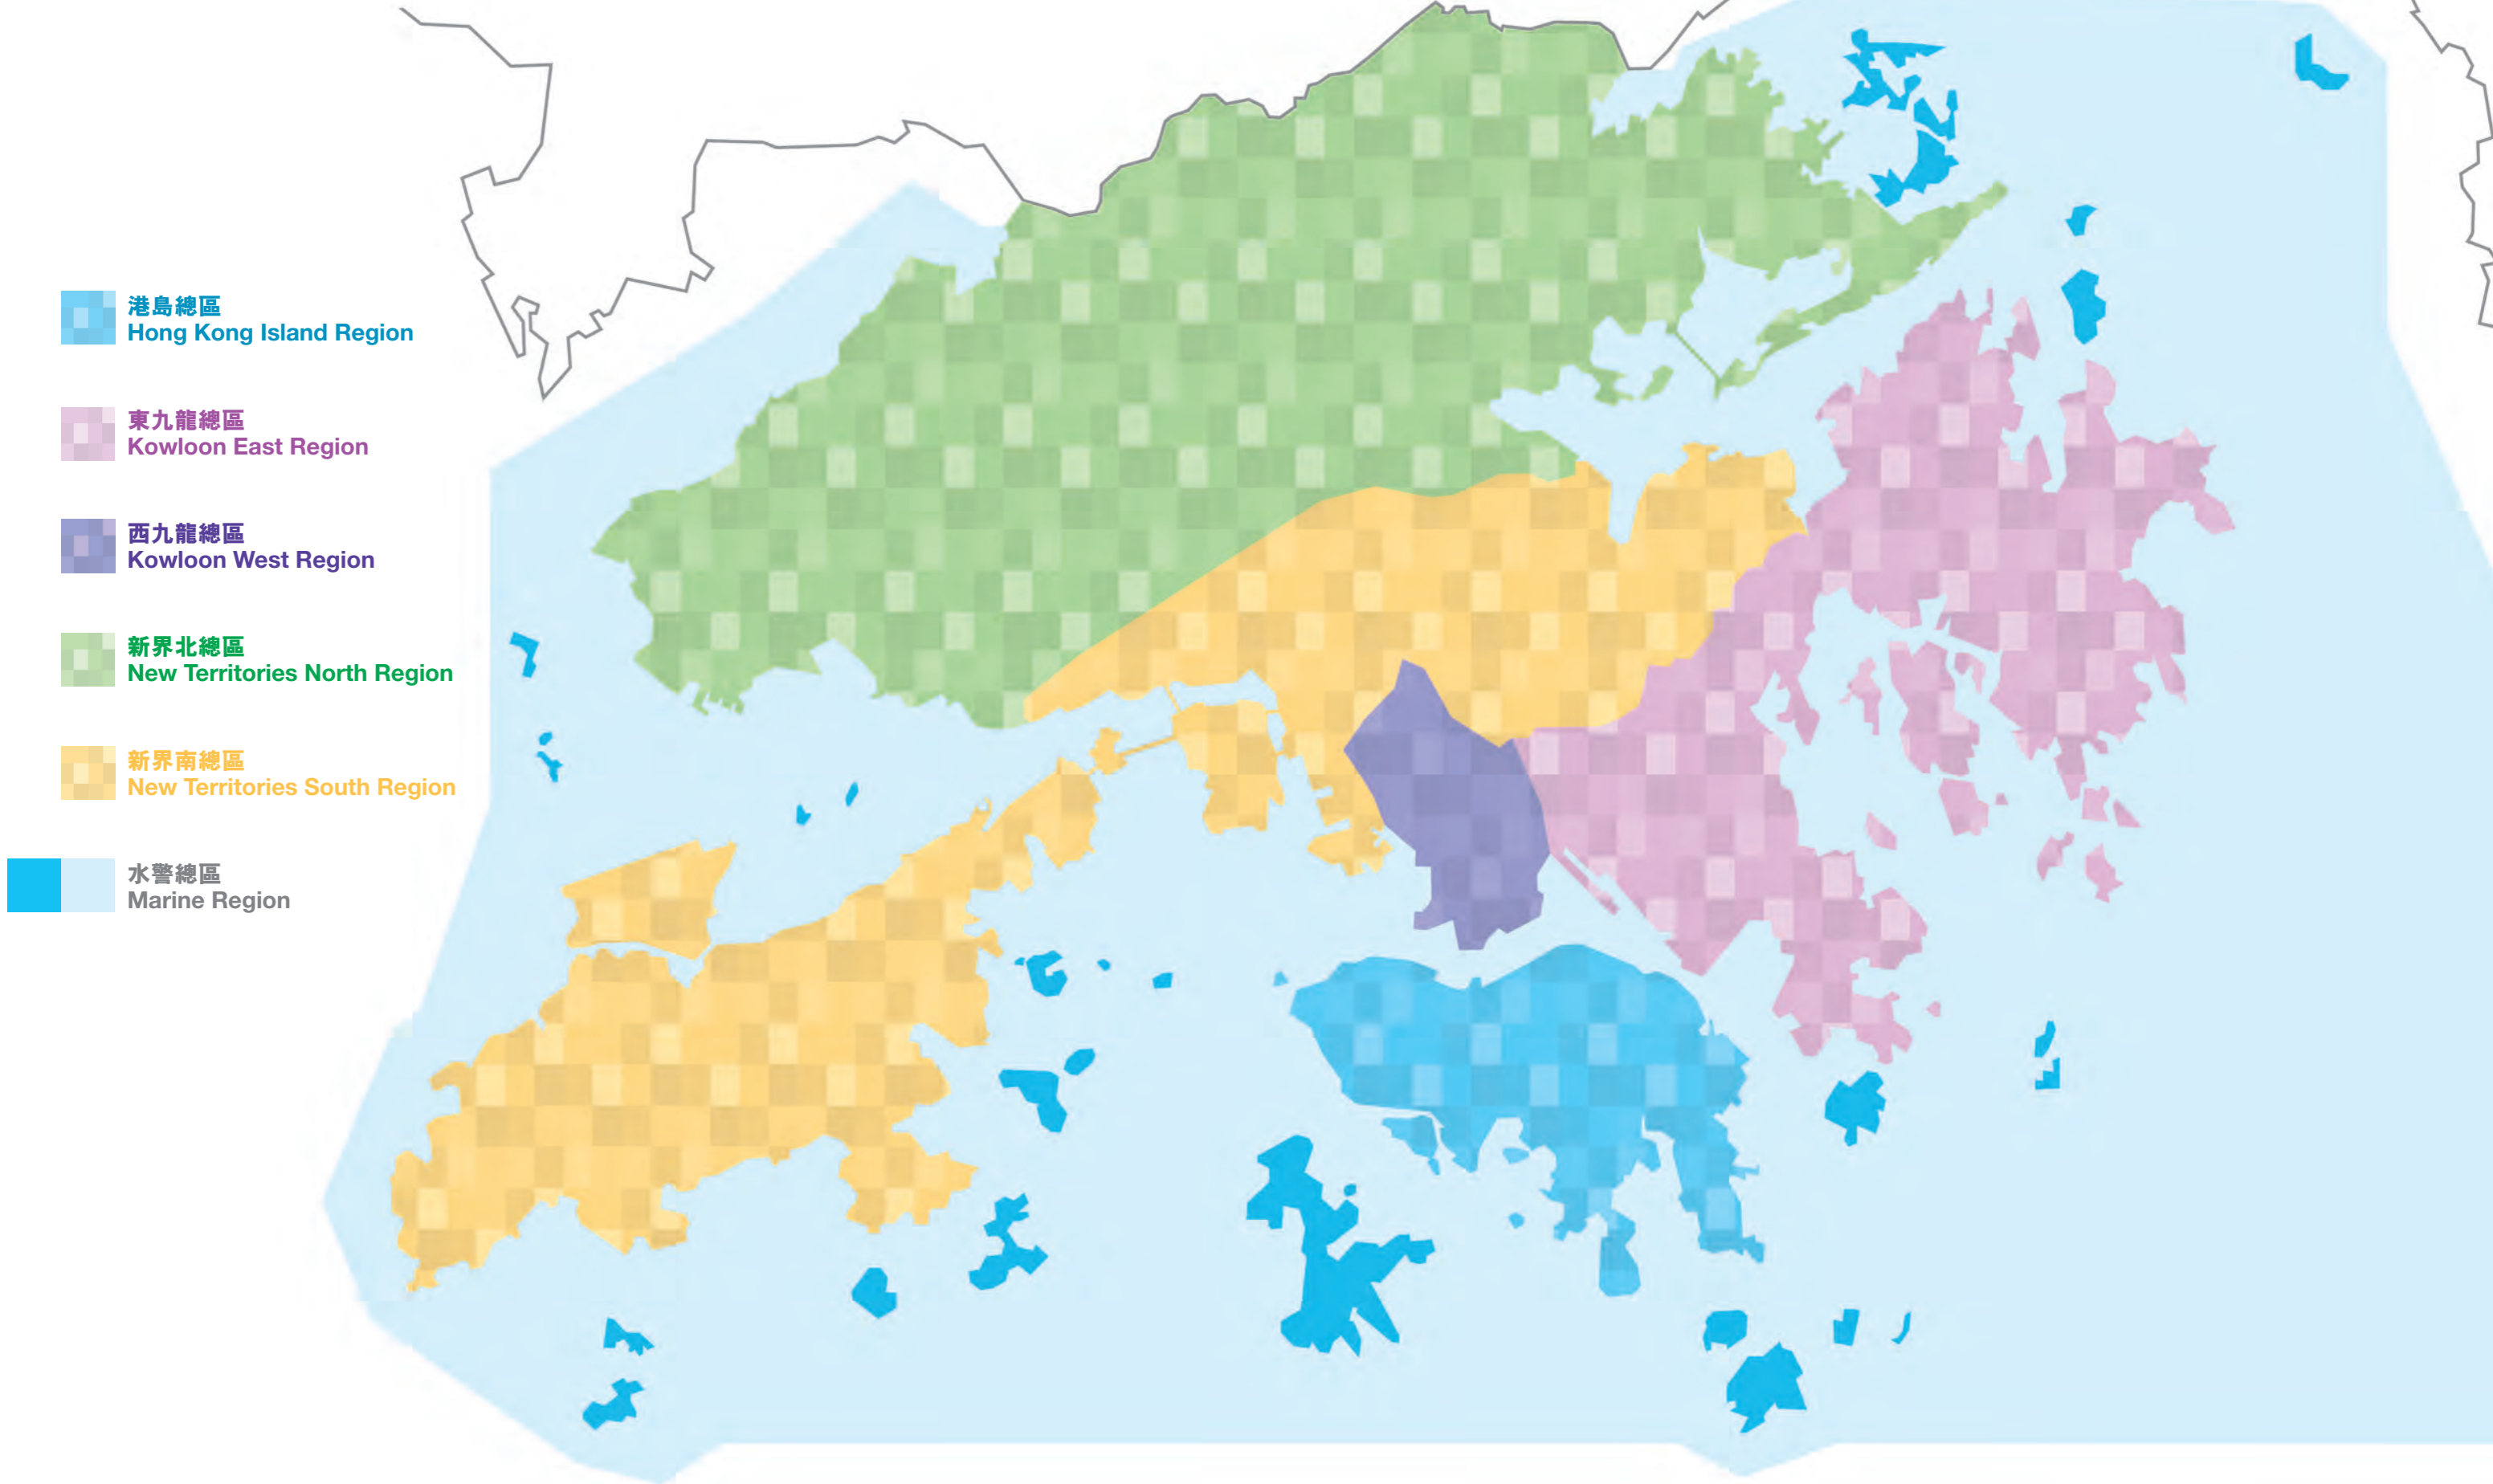 港島總區
Hong Kong Island Region
東九龍總區
Kowloon East Region
西九龍總區
Kowloon West Region
新界北總區
New Territories North Region
新界南總區
New Territories South Region
水警總區
Marine Region